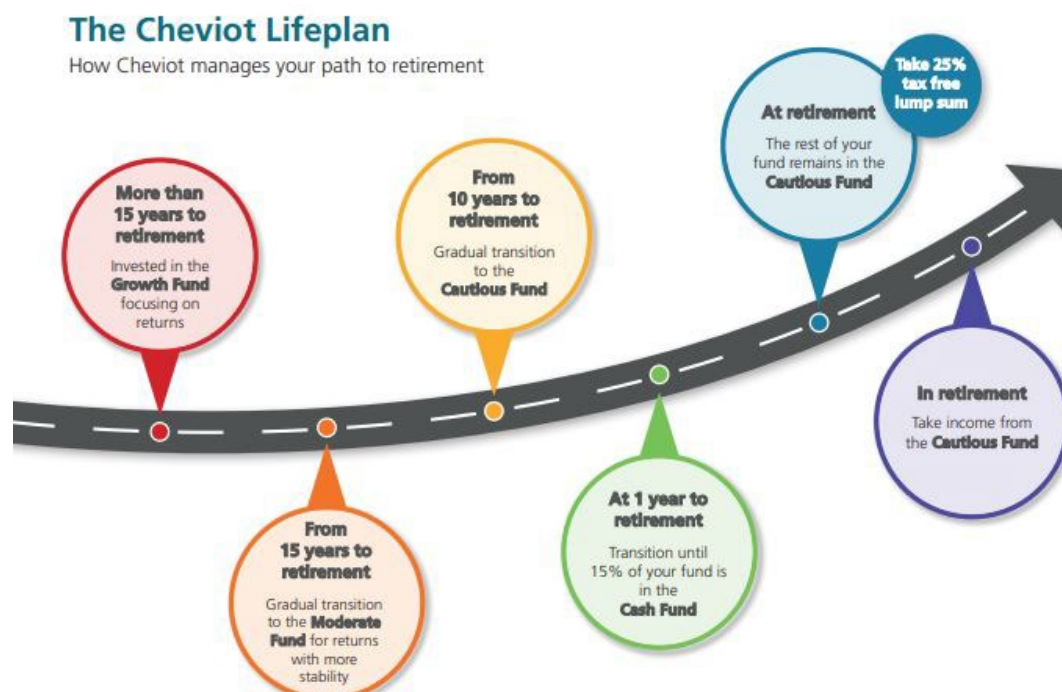 The Cheviot Lifeplan
How Cheviot manages your path to retirement
More than
15 years to
retirement
Invested in the
Growth Fund
focusing on
returns
From
15 years to
retirement
Gradual transition
to the Moderate
Fund for returns
with more
stability
From
10 years to
retirement
Gradual transition
to the
Cautious Fund
At 1 year to
retirement
Transition until
15% of your fund is
in the
Cash Fund
At retirement
The rest of your
fund remains in the
Cautious Fund
Take 25%
tax free
lump sum
In retirement
Take income from
the Cautious Fund